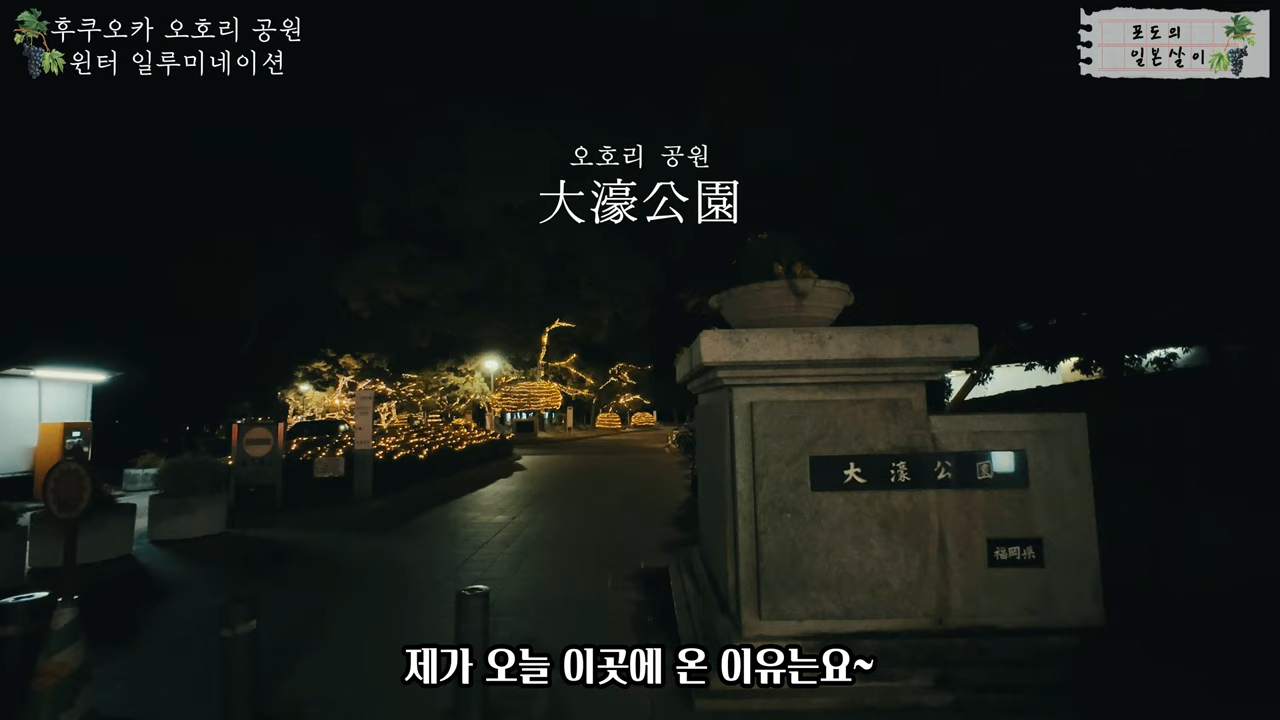 후쿠오카 오호리 공원
윈터 일루미네이션
포도의
일본살이
오호리 공원
大濠公園
大濠公園
福岡県
제가 오늘 이곳에 온 이유는요~